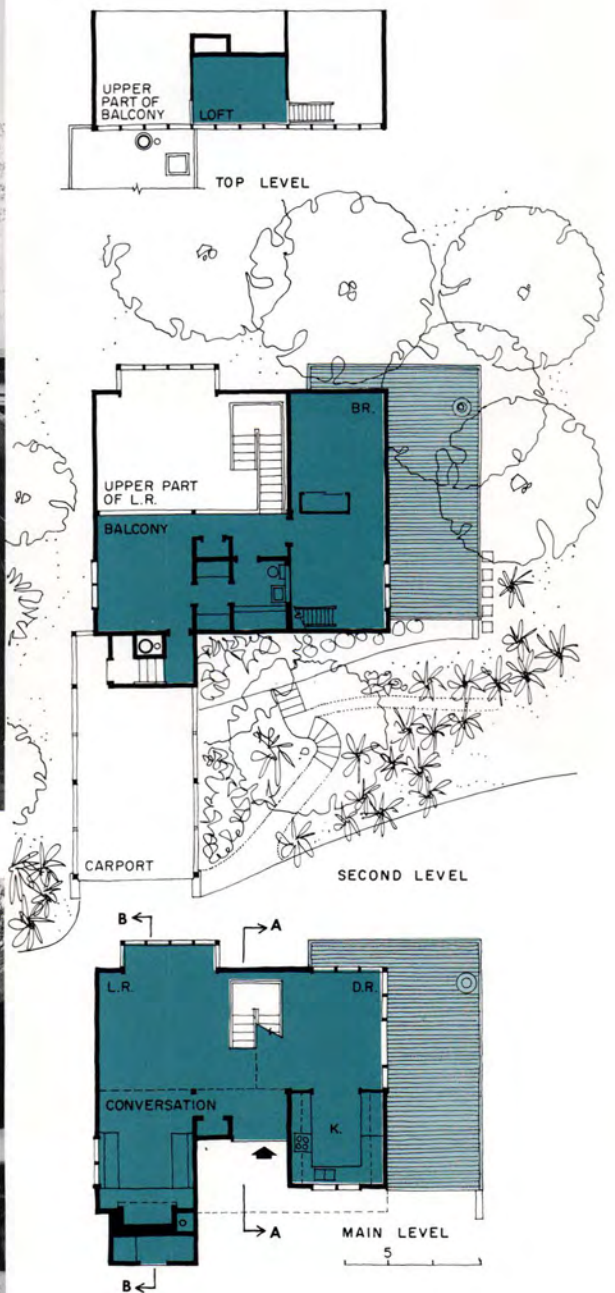 UPPER
PART OF
BALCONY
LOFT
TOP LEVEL
BR.
UPPER PART
OF L.R.
BALCONY
CARPORT
SECOND LEVEL
B
A
L.R.
D.R.
CONVERSATION
K.
A
MAIN LEVEL
5
B